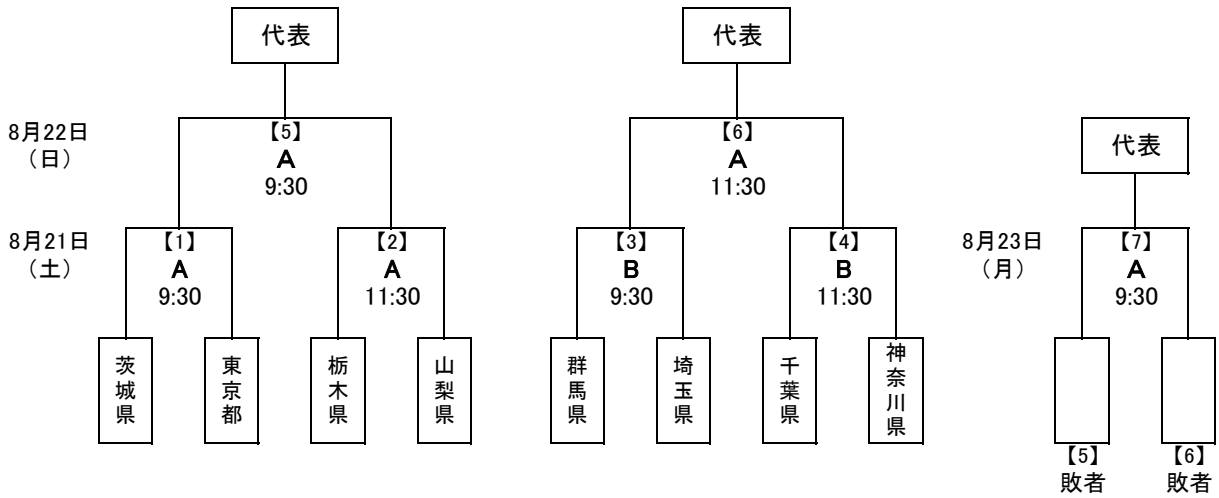 代表
代表
8月22日
（日）
【5】
A
9:30
【6】
A
11:30
代表
8月21日
（土）
【1】
A
9:30
【2】
A
11:30
【3】
B
9:30
【4】
B
11:30
8月23日
（月）
【7】
A
9:30
茨城県
東京都
栃木県
山梨県
群馬県
埼玉県
千葉県
神奈川県
【5】
敗者
【6】
敗者